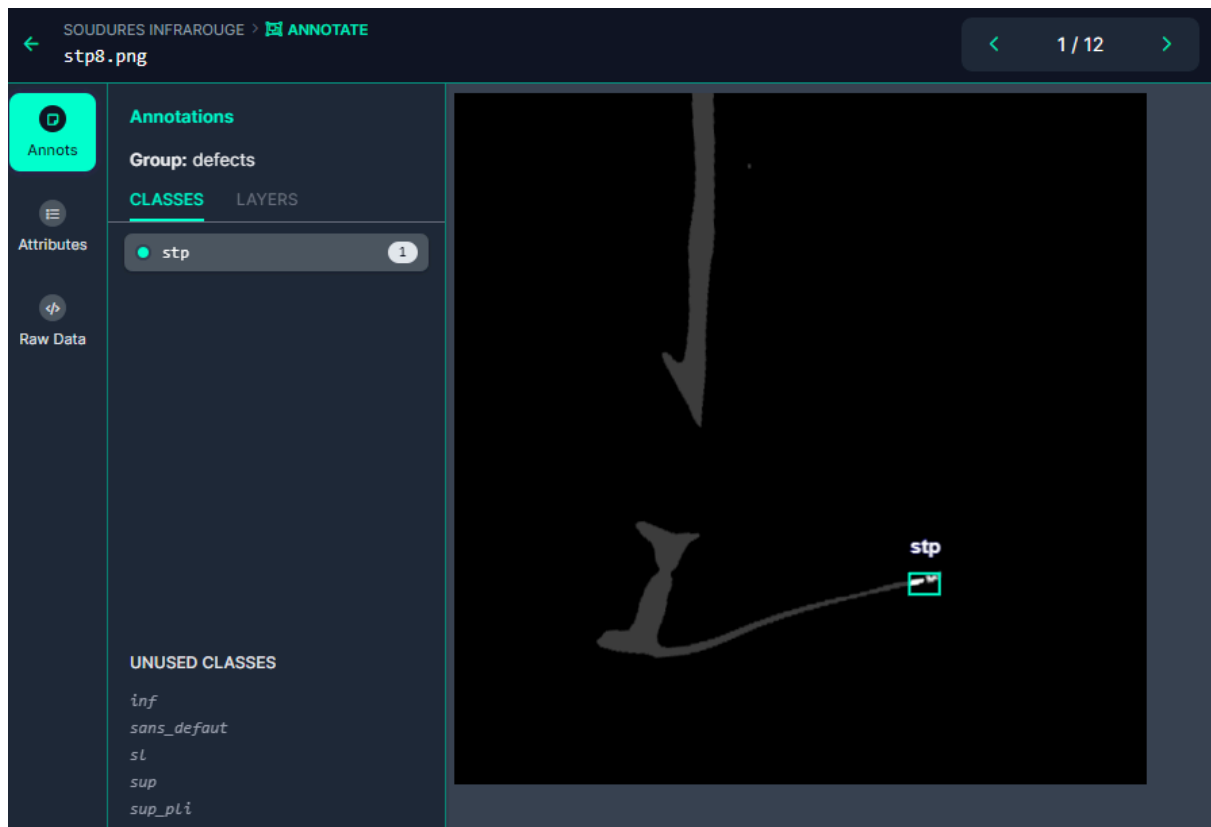 SOUDURES INFRAROUGE > ANNOTATE
stp8.png
1 / 12
Annots
Attributes
Raw Data
Annotations
Group: defects
CLASSES LAYERS
stp 1
UNUSED CLASSES
inf
sans_defaut
sl
sup
sup_pli
stp